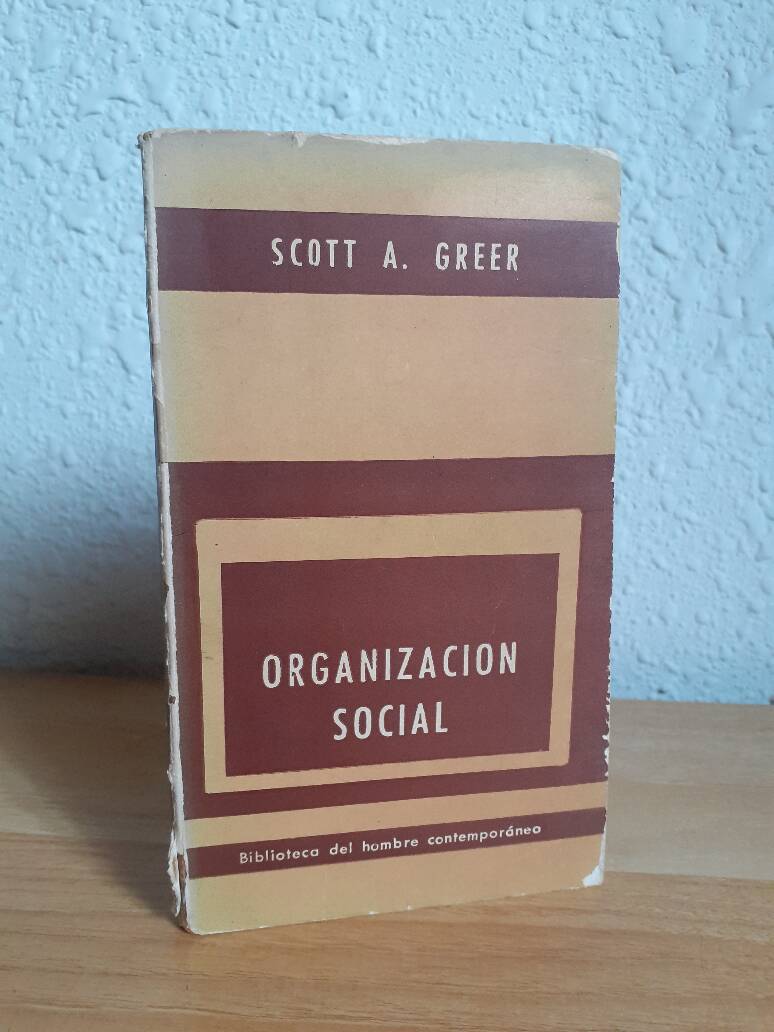 SCOTT A. GREER
ORGANIZACION
SOCIAL
Biblioteca del hombre contemporáneo